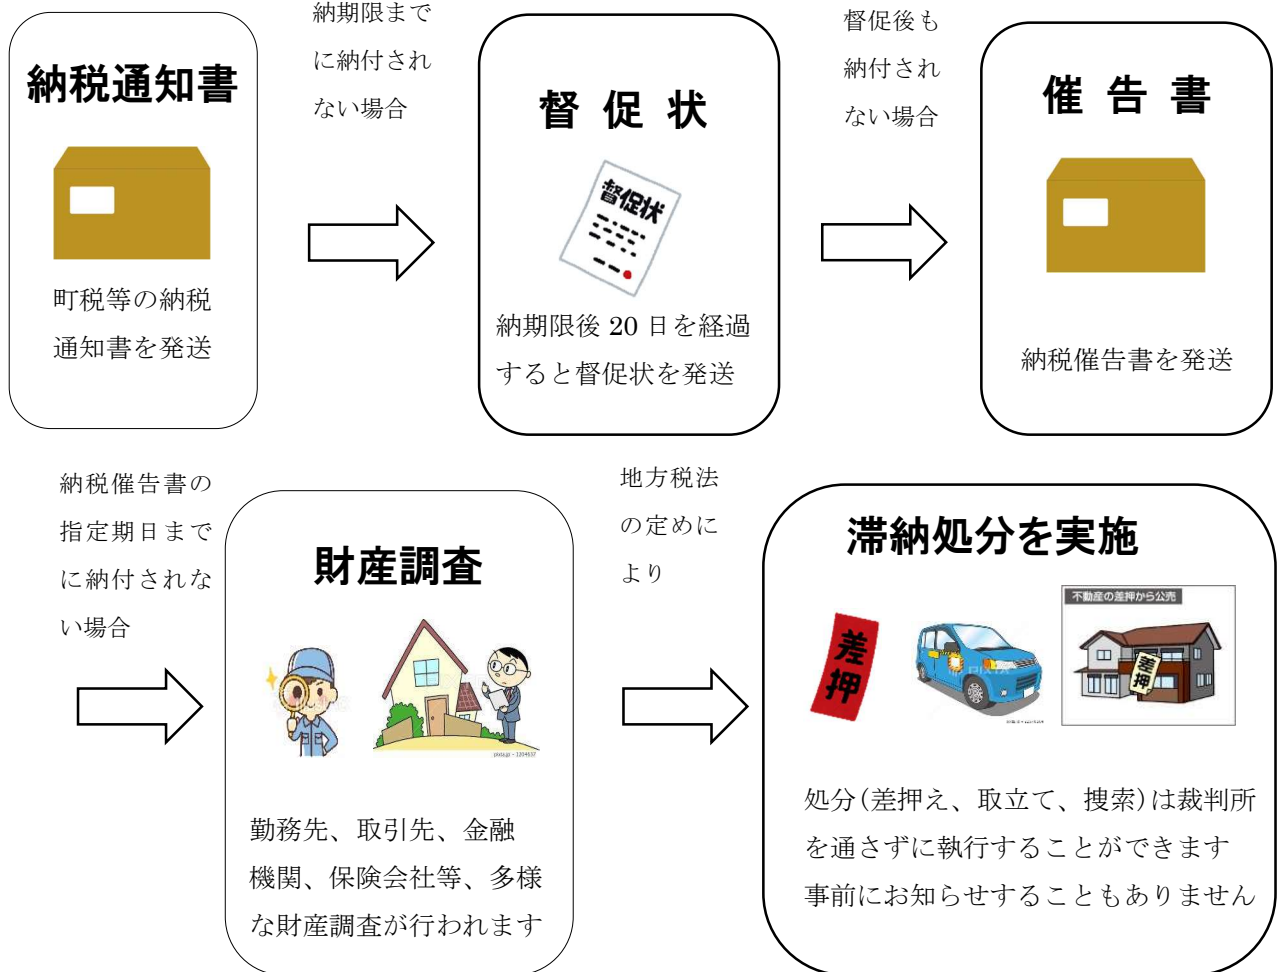 納税通知書
町税等の納税
通知書を発送
納期限まで
に納付され
ない場合
督 促 状
督促状
納期限後 20 日を経過
すると督促状を発送
督促後も
納付され
ない場合
催 告 書
納税催告書を発送
納税催告書の
指定期日まで
に納付されな
い場合
財産調査
pixta.jp - 1204637
勤務先、取引先、金融
機関、保険会社等、多様
な財産調査が行われます
地方税法
の定めに
より
滞納処分を実施
差押
不動産の差押から公売
差押
処分(差押え、取立て、捜索)は裁判所
を通さずに執行することができます
事前にお知らせすることもありません